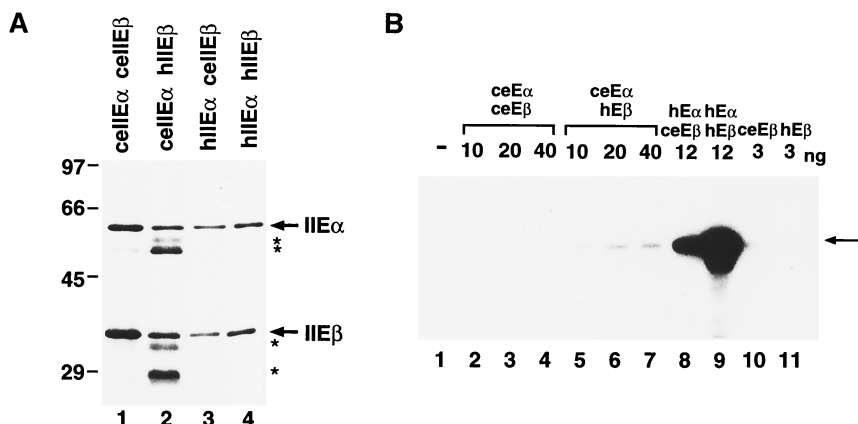 A
ceIIEα ceIIEβ
ceIIEα hIIEβ
hIIEα ceIIEβ
hIIEα hIIEβ
97
66
45
29
IIEα
*
*
IIEβ
*
*
1 2 3 4
B
ceEα ceEα
ceEβ hEβ hEα hEα
ceEβ hEβ ceEβ hEβ
- 10 20 40 10 20 40 12 12 3 3 ng
1 2 3 4 5 6 7 8 9 10 11